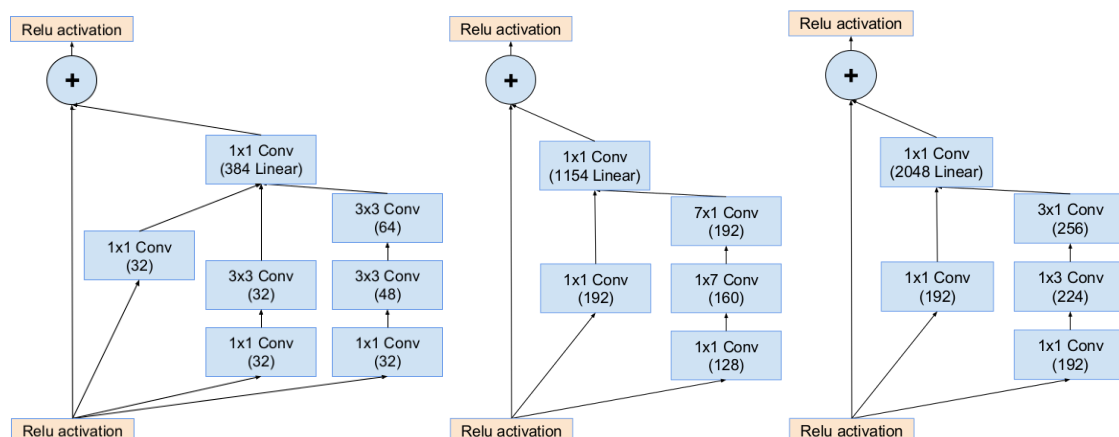 Relu activation
+
1x1 Conv
(384 Linear)
3x3 Conv
(64)
1x1 Conv
(32)
3x3 Conv
(32)
3x3 Conv
(48)
1x1 Conv
(32)
1x1 Conv
(32)
Relu activation
Relu activation
+
1x1 Conv
(1154 Linear)
7x1 Conv
(192)
1x1 Conv
(192)
1x7 Conv
(160)
1x1 Conv
(128)
Relu activation
Relu activation
+
1x1 Conv
(2048 Linear)
3x1 Conv
(256)
1x1 Conv
(192)
1x3 Conv
(224)
1x1 Conv
(192)
Relu activation